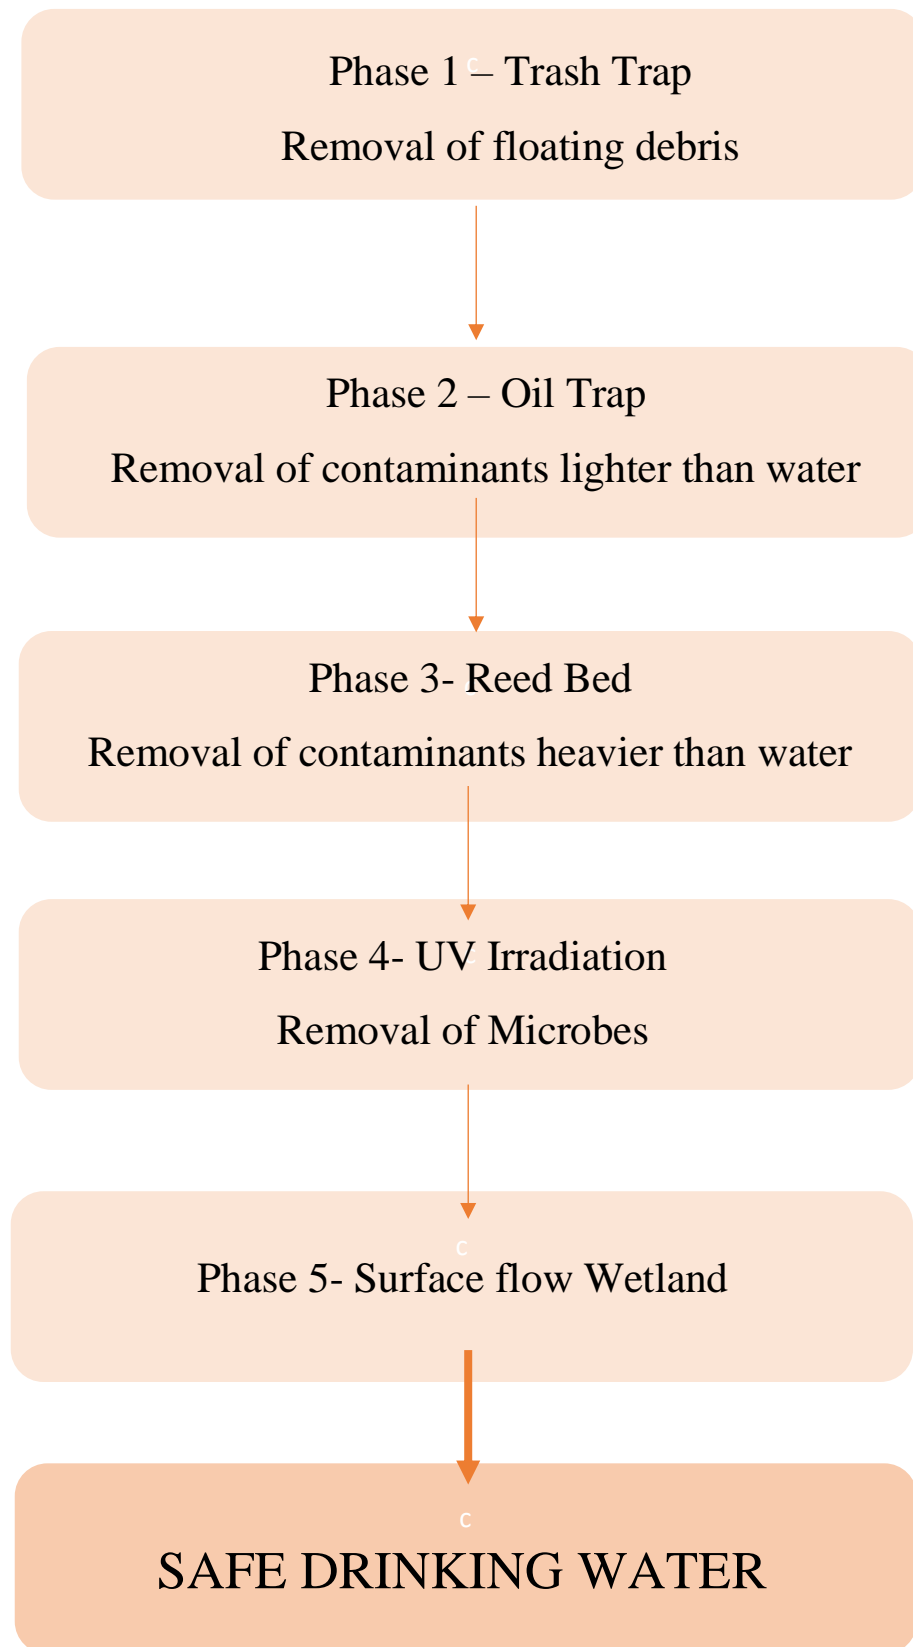 Phase 1 – Trash Trap
c
Removal of floating debris
Phase 2 – Oil Trap
Removal of contaminants lighter than water
Phase 3- Reed Bed
Removal of contaminants heavier than water
Phase 4- UV Irradiation
c
Removal of Microbes
c
Phase 5- Surface flow Wetland
c
SAFE DRINKING WATER